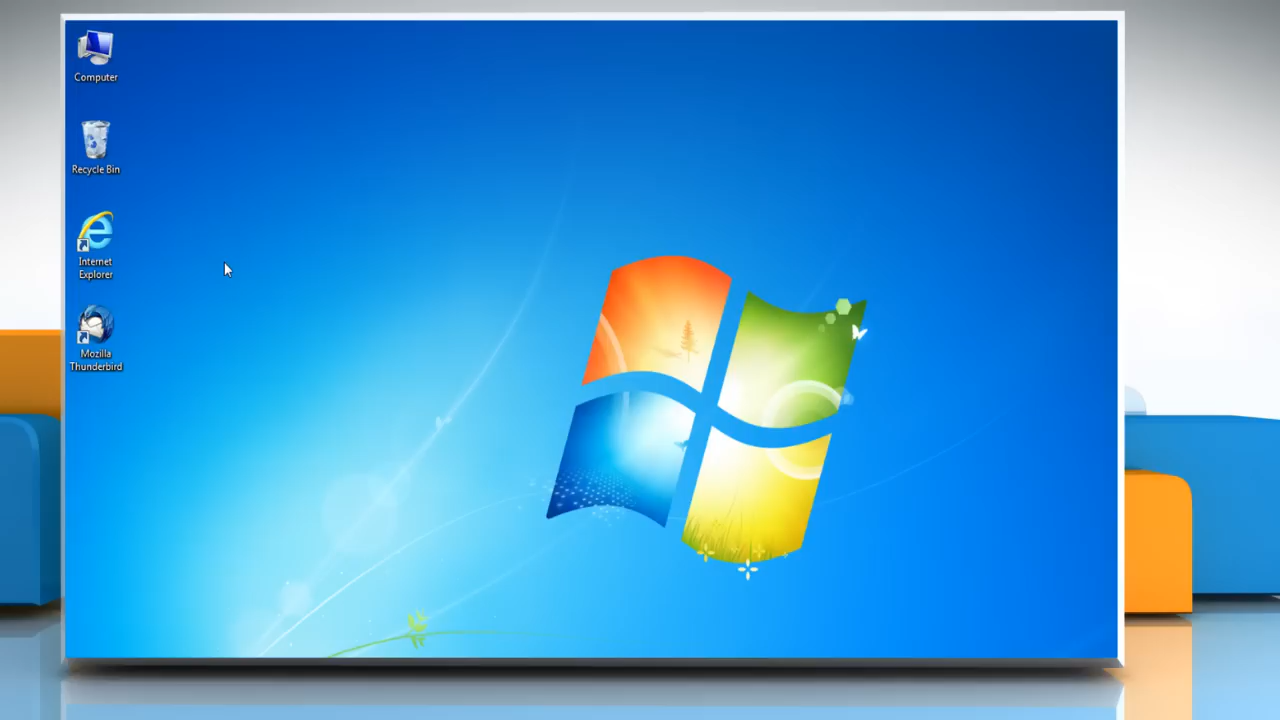 Computer
Recycle Bin
Internet
Explorer
Mozilla
Thunderbird